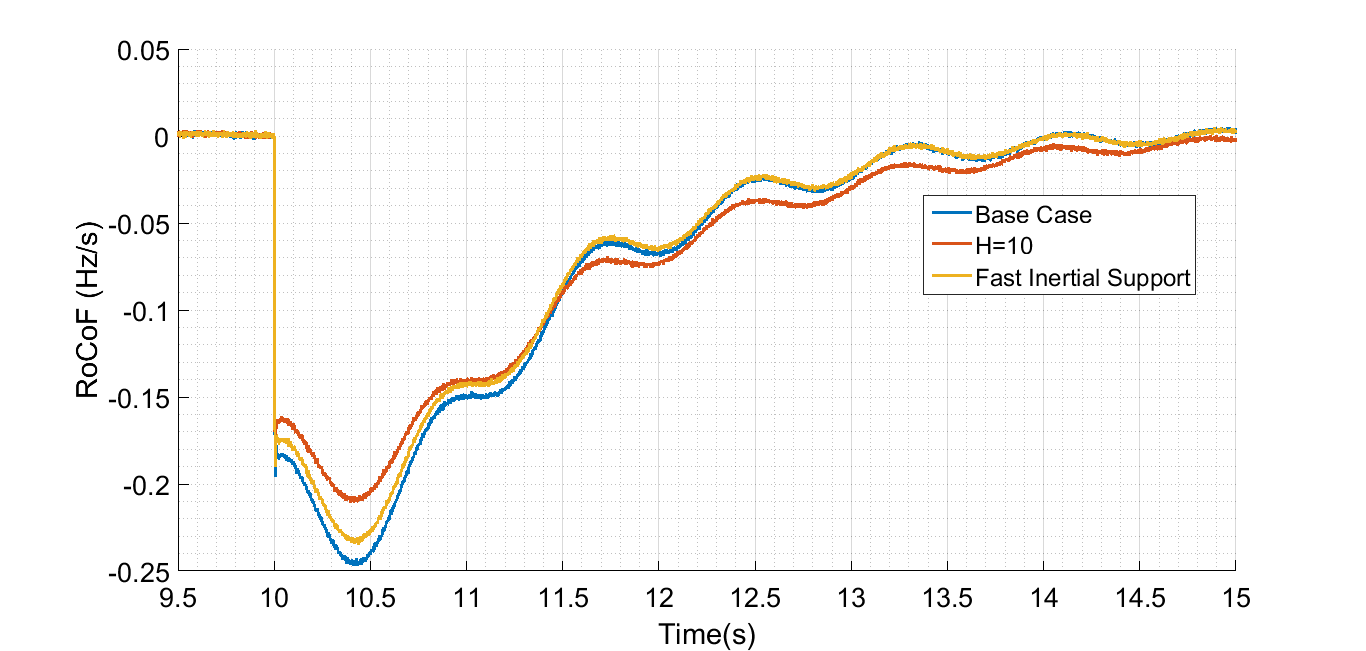 0.05
0
-0.05
-0.1
-0.15
-0.2
-0.25
RoCoF (Hz/s)
9.5 10 10.5 11 11.5 12 12.5 13 13.5 14 14.5 15
Time(s)
Base Case
H=10
Fast Inertial Support